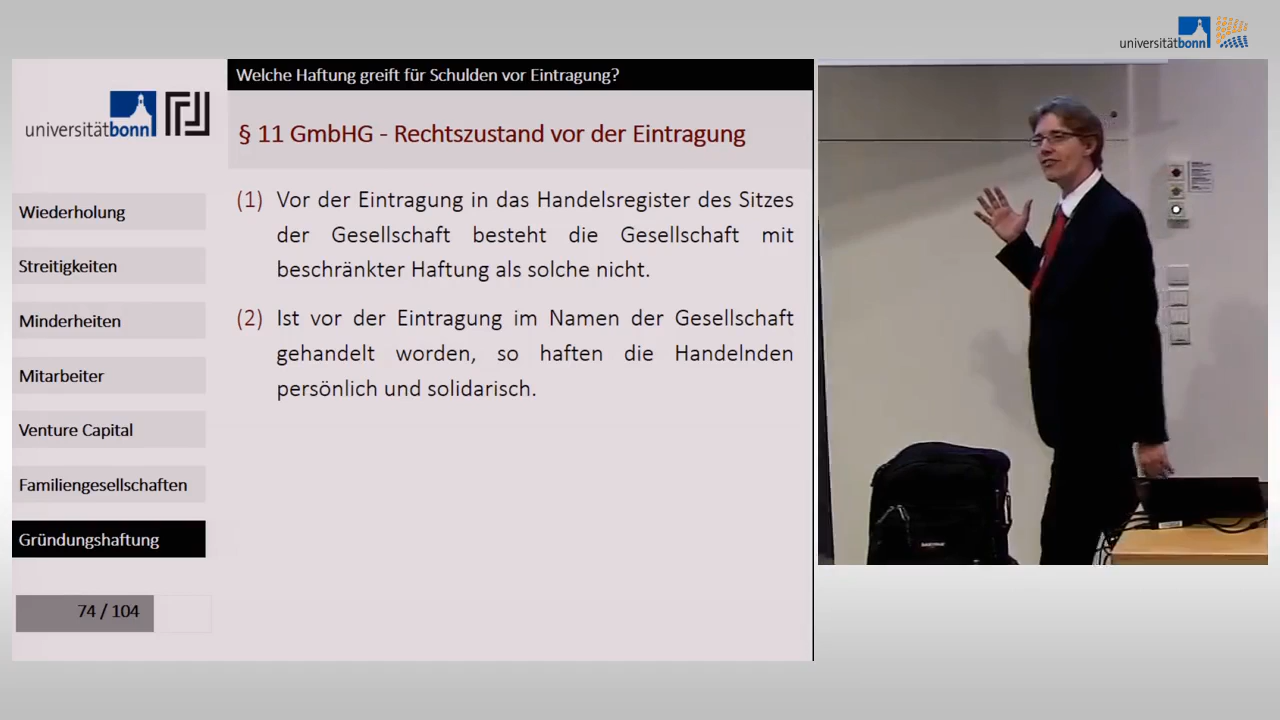 universitätbonn
Welche Haftung greift für Schulden vor Eintragung?
universitätbonn
§ 11 GmbHG - Rechtszustand vor der Eintragung
(1) Vor der Eintragung in das Handelsregister des Sitzes
der Gesellschaft besteht die Gesellschaft mit
beschränkter Haftung als solche nicht.
(2) Ist vor der Eintragung im Namen der Gesellschaft
gehandelt worden, so haften die Handelnden
persönlich und solidarisch.
Wiederholung
Streitigkeiten
Minderheiten
Mitarbeiter
Venture Capital
Familiengesellschaften
Gründungshaftung
74 / 104